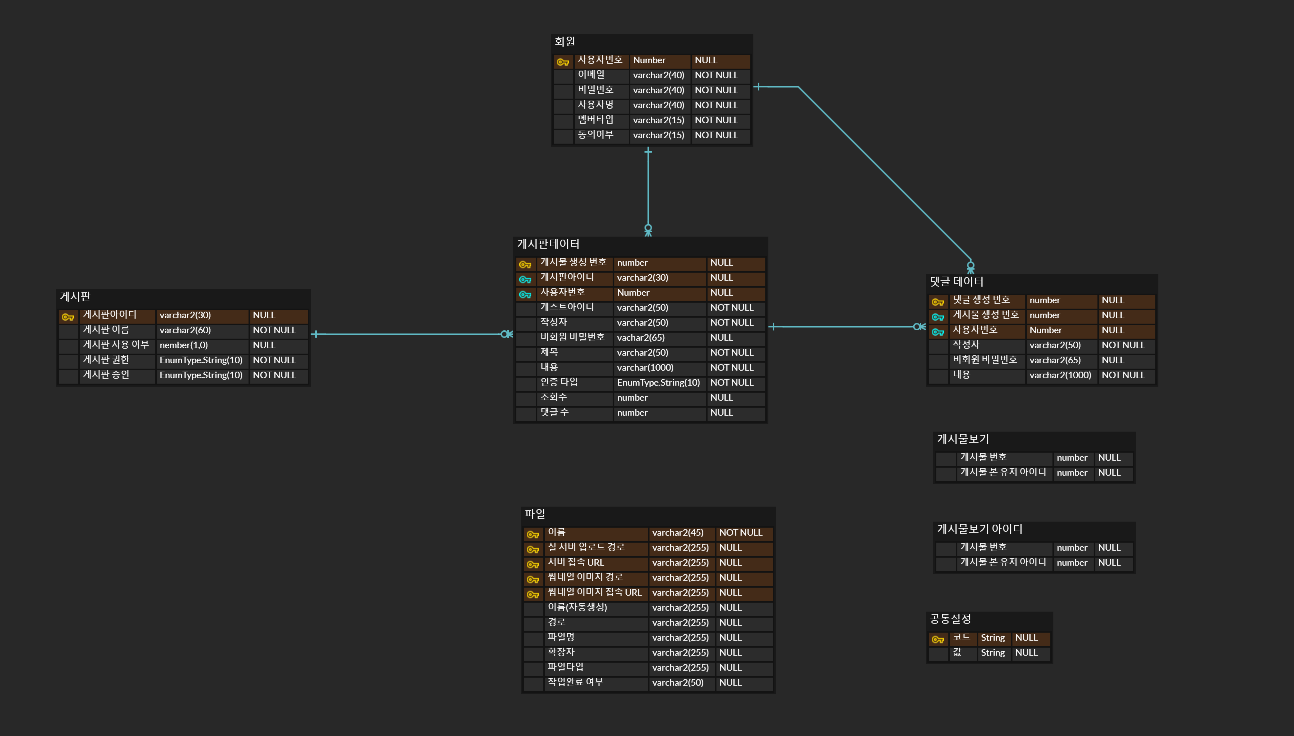 회원
사용자번호 Number NULL
이메일 varchar2(40) NOT NULL
비밀번호 varchar2(40) NOT NULL
사용자명 varchar2(40) NOT NULL
멤버타입 varchar2(15) NOT NULL
동의여부 varchar2(15) NOT NULL
게시판데이터
게시물 생성 번호 number NULL
게시판아이디 varchar2(30) NULL
사용자번호 Number NULL
게스트아이디 varchar2(50) NOT NULL
작성자 varchar2(50) NOT NULL
비회원 비밀번호 vachar2(65) NULL
제목 varchar2(50) NOT NULL
내용 varchar(1000) NOT NULL
인증 타입 EnumType.String(10) NOT NULL
조회수 number NULL
댓글 수 number NULL
게시판
게시판아이디 varchar2(30) NULL
게시판 이름 varchar2(60) NOT NULL
게시판 사용 여부 nember(1,0) NULL
게시판 권한 EnumType.String(10) NOT NULL
게시판 승인 EnumType.String(10) NOT NULL
댓글 데이터
댓글 생성 번호 number NULL
게시물 생성 번호 number NULL
사용자번호 Number NULL
작성자 varchar2(50) NOT NULL
비회원 비밀번호 varchar2(65) NULL
내용 varchar2(1000) NOT NULL
게시물보기
게시물 번호 number NULL
게시물 본 유저 아이디 number NULL
게시물보기 아이디
게시물 번호 number NULL
게시물 본 유저 아이디 number NULL
공통설정
코드 String NULL
값 String NULL
파일
이름 varchar2(45) NOT NULL
실 서버 업로드 경로 varchar2(255) NULL
서버 접속 URL varchar2(255) NULL
썸네일 이미지 경로 varchar2(255) NULL
썸네일 이미지 접속 URL varchar2(255) NULL
이름(자동생성) varchar2(255) NULL
경로 varchar2(255) NULL
파일명 varchar2(255) NULL
확장자 varchar2(255) NULL
파일타입 varchar2(255) NULL
작업완료 여부 varchar2(50) NULL